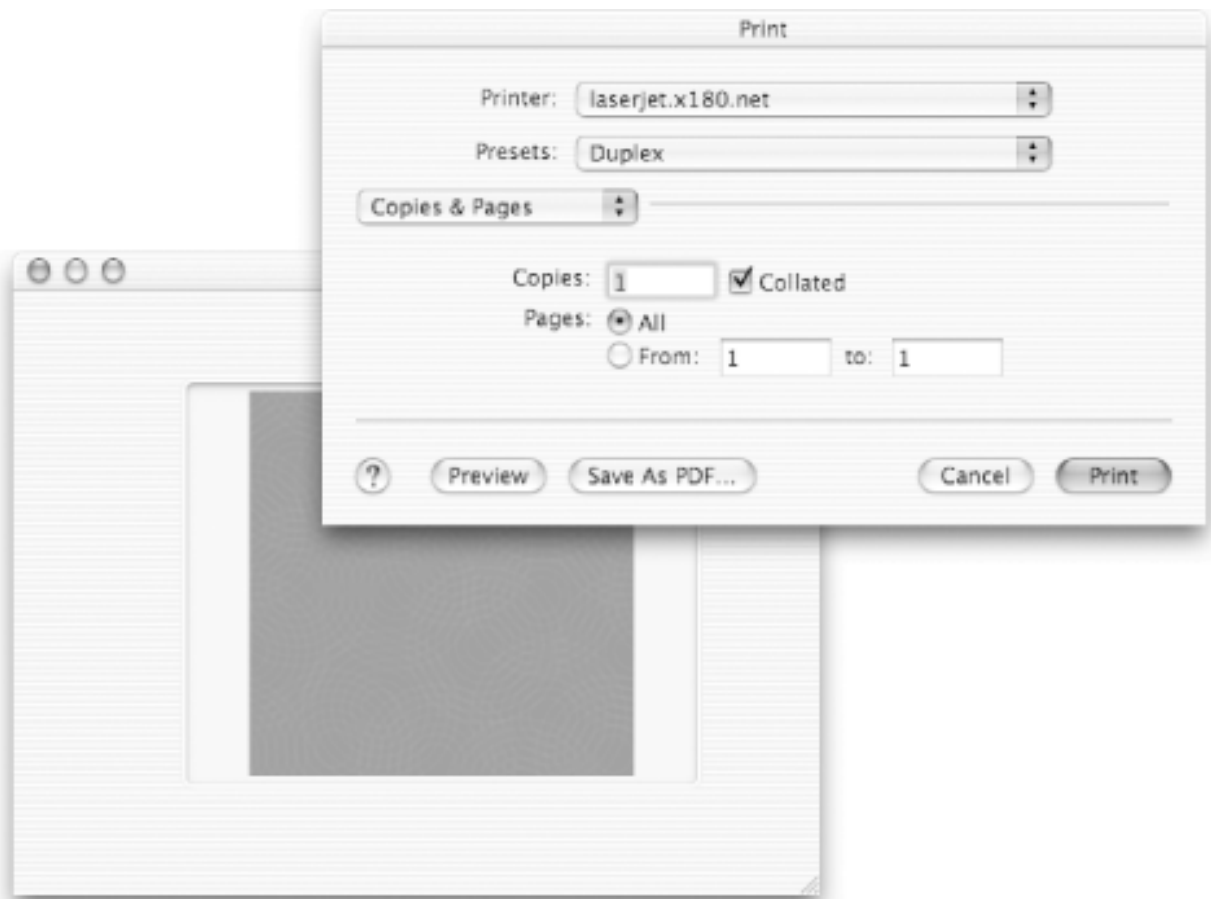 Print
Printer: laserjet.x180.net
Presets: Duplex
Copies & Pages
Copies: 1 Collated
Pages: All
From: 1 to: 1
? Preview Save As PDF... Cancel Print